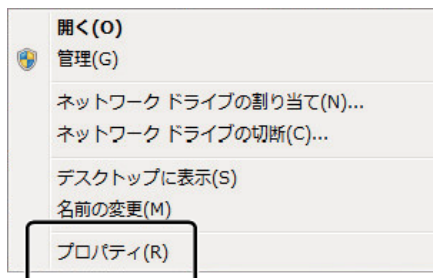 開く(O)
管理(G)
ネットワーク ドライブの割り当て(N)...
ネットワーク ドライブの切断(C)...
デスクトップに表示(S)
名前の変更(M)
プロパティ(R)